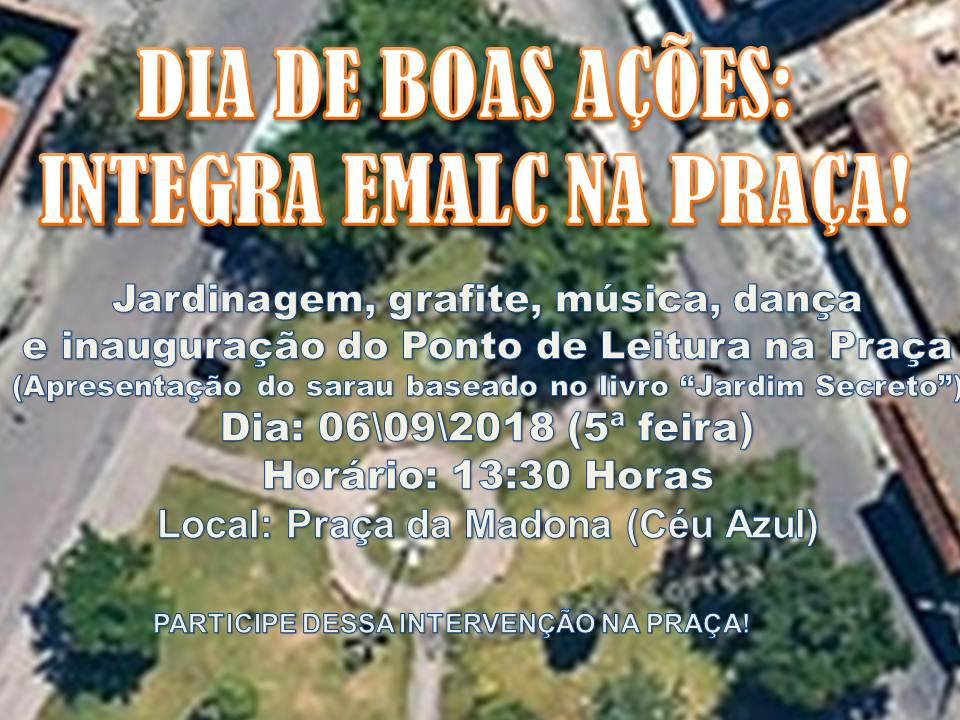 DIA DE BOAS AÇÕES:
INTEGRA EMALC NA PRAÇA!
Jardinagem, grafite, música, dança
e inauguração do Ponto de Leitura na Praça
(Apresentação do sarau baseado no livro “Jardim Secreto”)
Dia: 06\09\2018 (5ª feira)
Horário: 13:30 Horas
Local: Praça da Madona (Céu Azul)
PARTICIPE DESSA INTERVENÇÃO NA PRAÇA!